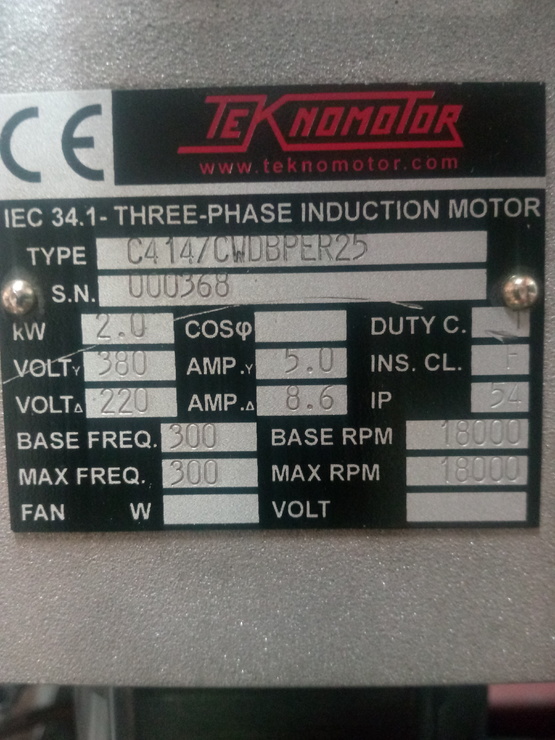 CE
TEKNOMOTOR
www.teknomotor.com
IEC 34.1- THREE-PHASE INDUCTION MOTOR
TYPE C414/CWDBPER25
S.N. 000368
kW 2.0 COSφ DUTY C.
VOLTY 380 AMP.Y 5.0 INS. CL. F
VOLTΔ 220 AMP.Δ 8.6 IP 54
BASE FREQ. 300 BASE RPM 18000
MAX FREQ. 300 MAX RPM 18000
FAN W VOLT